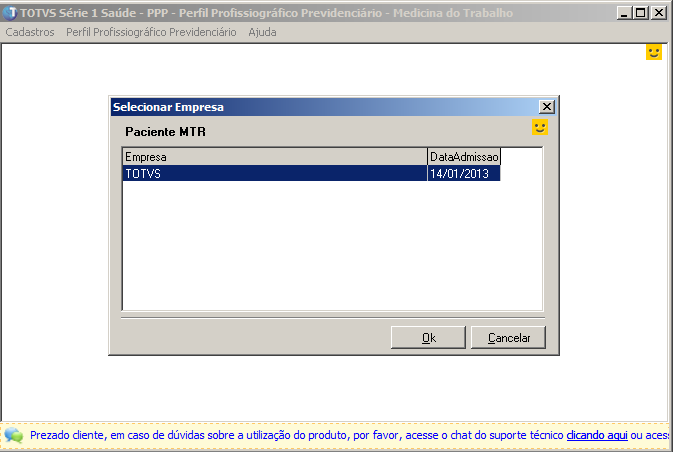 TOTVS Série 1 Saúde - PPP - Perfil Profissiográfico Previdenciário - Medicina do Trabalho
Cadastros Perfil Profissiográfico Previdenciário Ajuda
Selecionar Empresa
Paciente MTR
Empresa DataAdmissao
TOTVS 14/01/2013
Ok Cancelar
Prezado cliente, em caso de dúvidas sobre a utilização do produto, por favor, acesse o chat do suporte técnico clicando aqui ou acess